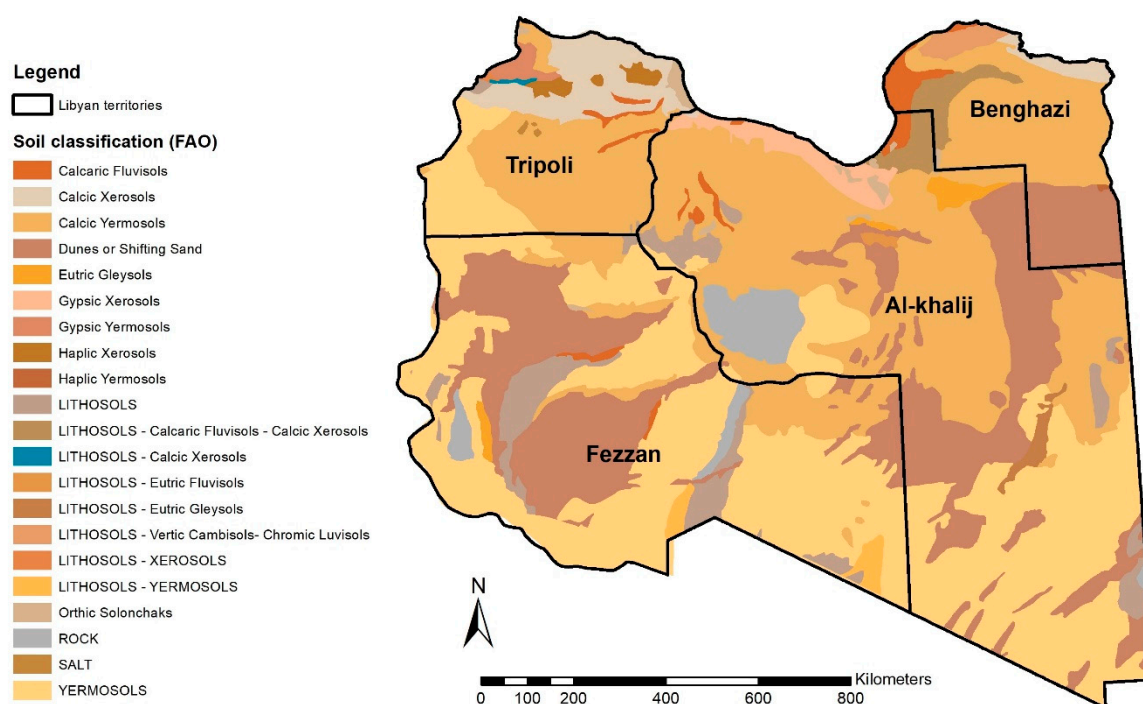 Legend
Libyan territories
Soil classification (FAO)
Calcaric Fluvisols
Calcic Xerosols
Calcic Yermosols
Dunes or Shifting Sand
Eutric Gleysols
Gypsic Xerosols
Gypsic Yermosols
Haplic Xerosols
Haplic Yermosols
LITHOSOLS
LITHOSOLS - Calcaric Fluvisols - Calcic Xerosols
LITHOSOLS - Calcic Xerosols
LITHOSOLS - Eutric Fluvisols
LITHOSOLS - Eutric Gleysols
LITHOSOLS - Vertic Cambisols- Chromic Luvisols
LITHOSOLS - XEROSOLS
LITHOSOLS - YERMOSOLS
Orthic Solonchaks
ROCK
SALT
YERMOSOLS
Tripoli
Benghazi
Al-khalij
Fezzan
N
Kilometers
0 100 200 400 600 800